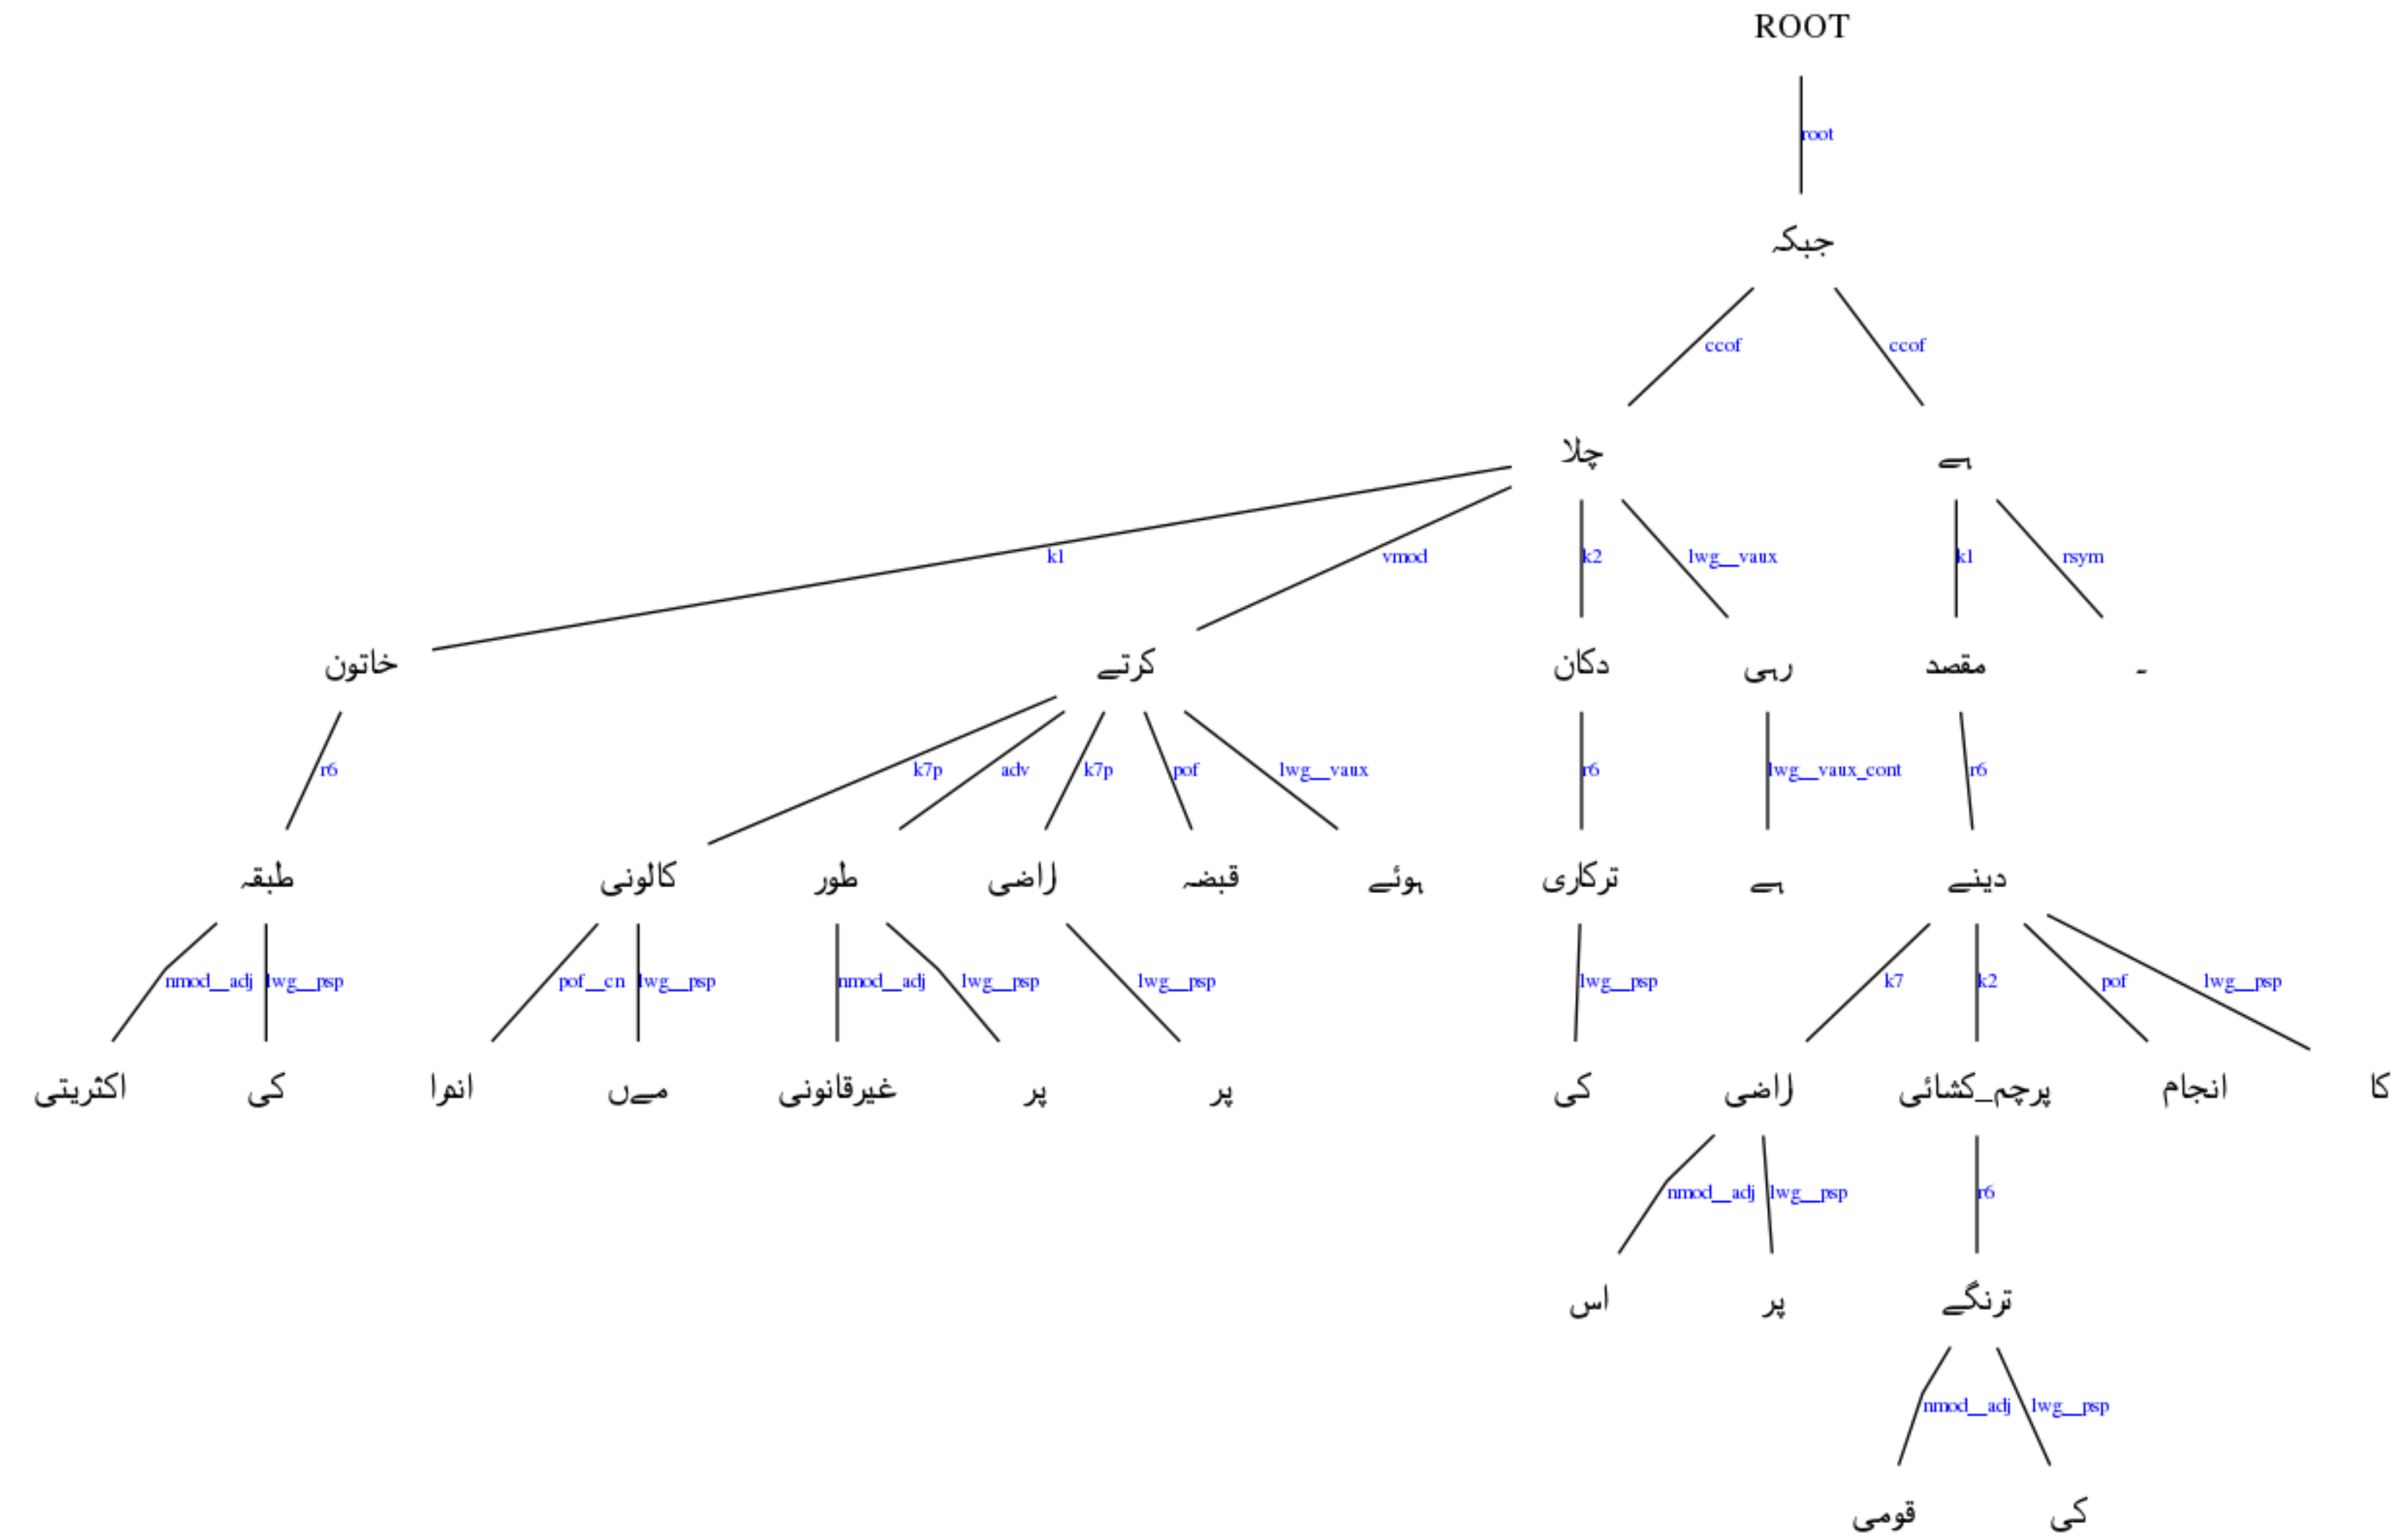 ROOT
root
جبکہ
ccof ccof
چلا ہے
k1 vmod k2 lwg__vaux k1 rsym
خاتون کرتے دکان رہی مقصد ۔
r6 k7p adv k7p pof lwg__vaux r6 lwg__vaux_cont r6
طبقہ کالونی طور اراضی قبضہ ہوئے ترکاری ہے دینے
nmod__adj lwg__psp pof__cn lwg__psp nmod__adj lwg__psp lwg__psp lwg__psp k7 k2 pof lwg__psp
اکثریتی کی مےں غیرقانونی پر پر کی اراضی پرچم_کشائی انجام کا
nmod__adj lwg__psp r6
اس پر ترنگے
nmod__adj lwg__psp
قومی کی